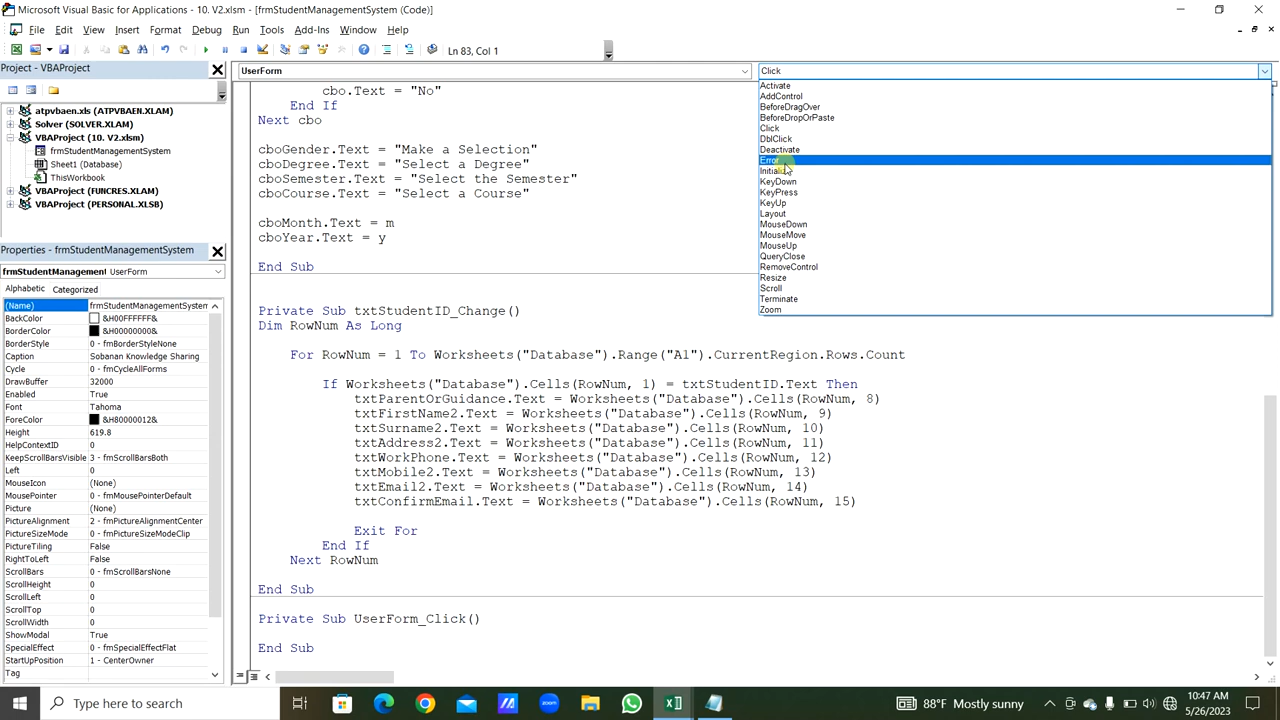 Microsoft Visual Basic for Applications - 10. V2.xlsm - [frmStudentManagementSystem (Code)]
File Edit View Insert Format Debug Run Tools Add-Ins Window Help
Ln 83, Col 1
Project - VBAProject
UserForm
Click
atpvbaen.xls (ATPVBAEN.XLAM)
Solver (SOLVER.XLAM)
VBAProject (10. V2.xlsm)
frmStudentManagementSystem
Sheet1 (Database)
ThisWorkbook
VBAProject (FUNCRES.XLAM)
VBAProject (PERSONAL.XLSB)
Properties - frmStudentManagementSystem
frmStudentManagement UserForm
Alphabetic Categorized
(Name) frmStudentManagementSystem
BackColor &H00FFFFFF&
BorderColor &H00000000&
BorderStyle 0 - fmBorderStyleNone
Caption Sobanan Knowledge Sharing
Cycle 0 - fmCycleAllForms
DrawBuffer 32000
Enabled True
Font Tahoma
ForeColor &H80000012&
Height 619.8
HelpContextID 0
KeepScrollBarsVisible 3 - fmScrollBarsBoth
Left 0
MouseIcon (None)
MousePointer 0 - fmMousePointerDefault
Picture (None)
PictureAlignment 2 - fmPictureAlignmentCenter
PictureSizeMode 0 - fmPictureSizeModeClip
PictureTiling False
RightToLeft False
ScrollBars 0 - fmScrollBarsNone
ScrollHeight 0
ScrollLeft 0
ScrollTop 0
ScrollWidth 0
ShowModal True
SpecialEffect 0 - fmSpecialEffectFlat
StartUpPosition 1 - CenterOwner
Tag
cbo.Text = "No"
End If
Next cbo
cboGender.Text = "Make a Selection"
cboDegree.Text = "Select a Degree"
cboSemester.Text = "Select the Semester"
cboCourse.Text = "Select a Course"
cboMonth.Text = m
cboYear.Text = y
End Sub
Private Sub txtStudentID_Change()
Dim RowNum As Long
For RowNum = 1 To Worksheets("Database").Range("A1").CurrentRegion.Rows.Count
If Worksheets("Database").Cells(RowNum, 1) = txtStudentID.Text Then
txtParentOrGuidance.Text = Worksheets("Database").Cells(RowNum, 8)
txtFirstName2.Text = Worksheets("Database").Cells(RowNum, 9)
txtSurname2.Text = Worksheets("Database").Cells(RowNum, 10)
txtAddress2.Text = Worksheets("Database").Cells(RowNum, 11)
txtWorkPhone.Text = Worksheets("Database").Cells(RowNum, 12)
txtMobile2.Text = Worksheets("Database").Cells(RowNum, 13)
txtEmail2.Text = Worksheets("Database").Cells(RowNum, 14)
txtConfirmEmail.Text = Worksheets("Database").Cells(RowNum, 15)
Exit For
End If
Next RowNum
End Sub
Private Sub UserForm_Click()
End Sub
Activate
AddControl
BeforeDragOver
BeforeDropOrPaste
Click
DblClick
Deactivate
Error
Initialize
KeyDown
KeyPress
KeyUp
Layout
MouseDown
MouseMove
MouseUp
QueryClose
RemoveControl
Resize
Scroll
Terminate
Zoom
Type here to search
zoom
88°F Mostly sunny
10:47 AM
5/26/2023